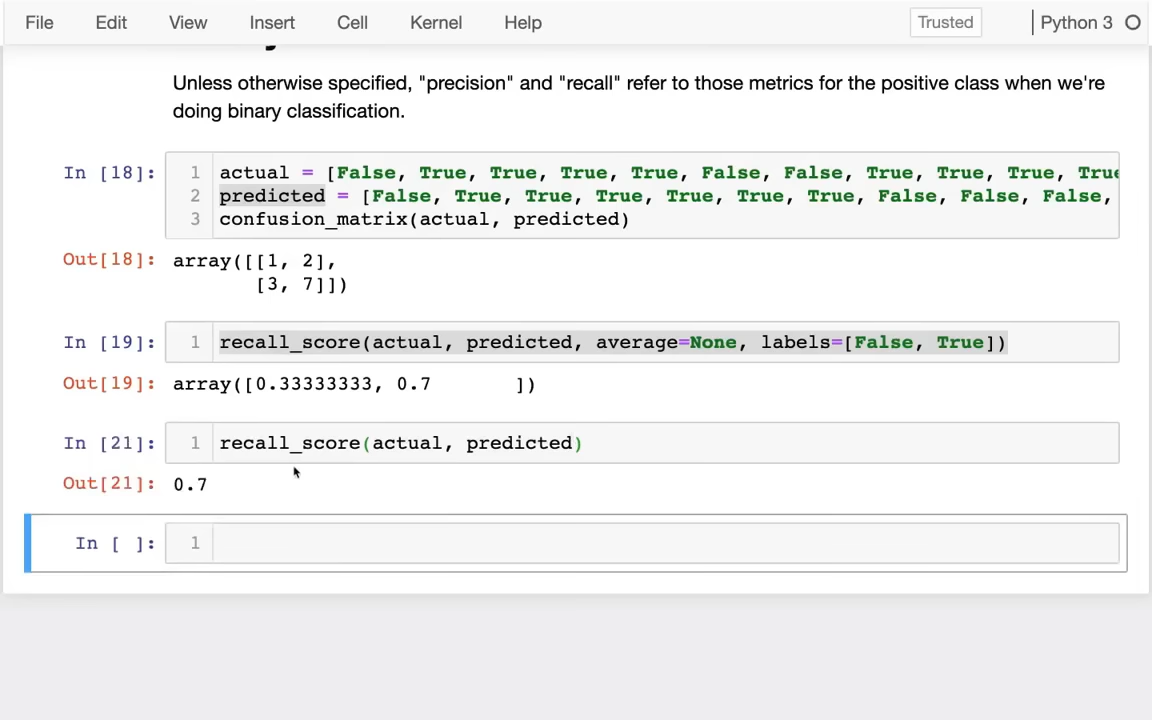 File Edit View Insert Cell Kernel Help Trusted Python 3
Unless otherwise specified, "precision" and "recall" refer to those metrics for the positive class when we're
doing binary classification.
In [18]: 1 actual = [False, True, True, True, True, False, False, True, True, True, True
2 predicted = [False, True, True, True, True, True, True, False, False, False,
3 confusion_matrix(actual, predicted)
Out[18]: array([[1, 2],
[3, 7]])
In [19]: 1 recall_score(actual, predicted, average=None, labels=[False, True])
Out[19]: array([0.33333333, 0.7 ])
In [21]: 1 recall_score(actual, predicted)
Out[21]: 0.7
In [ ]: 1